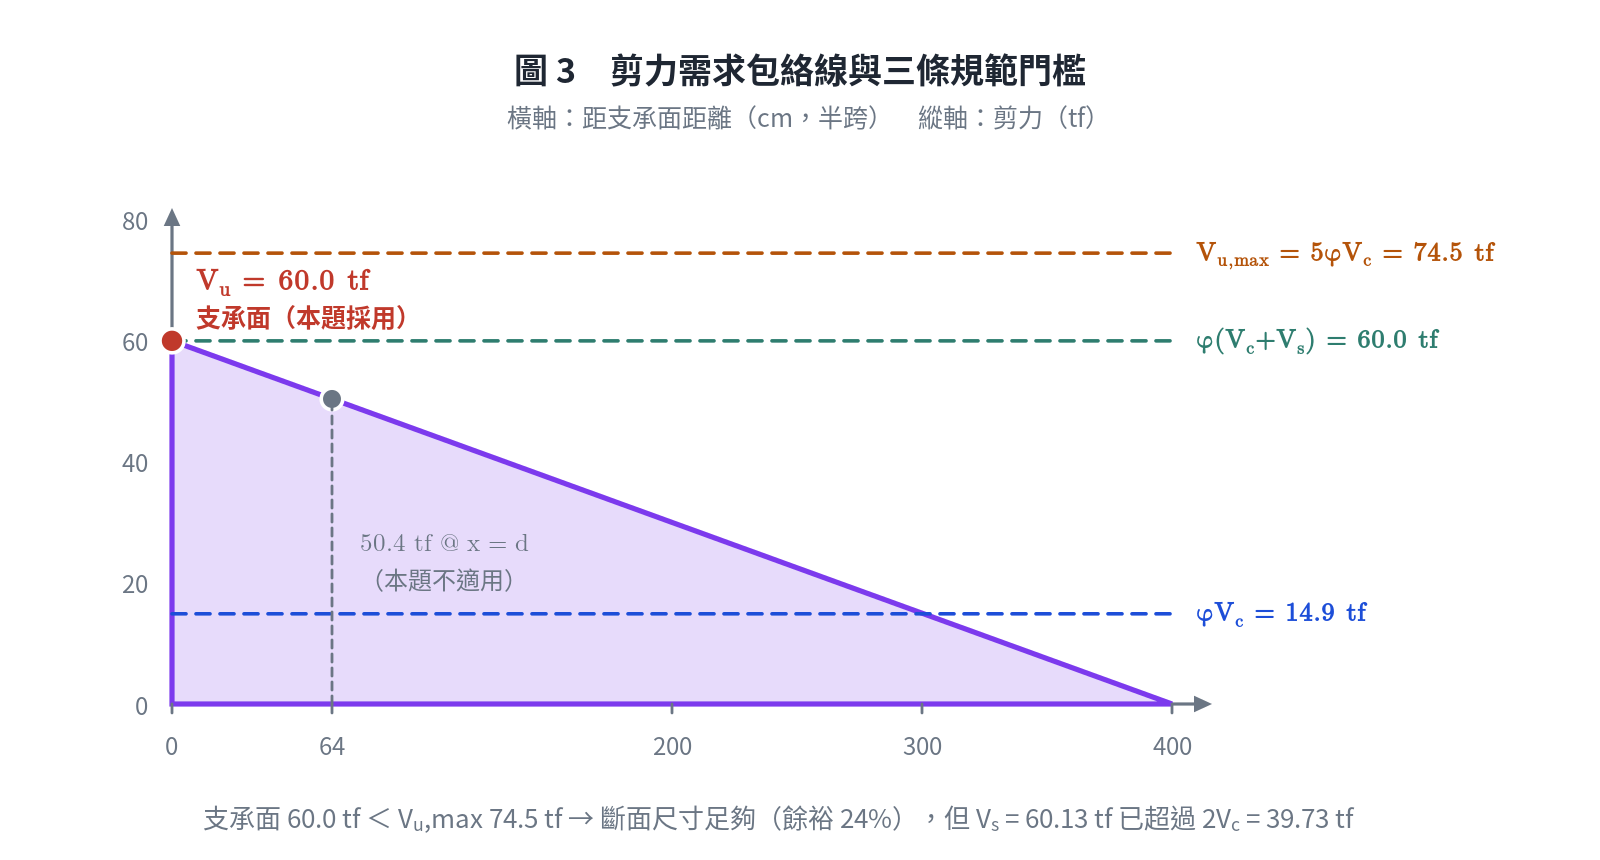 圖 3　剪力需求包絡線與三條規範門檻
橫軸：距支承面距離（cm，半跨）　縱軸：剪力（tf）
80
60
40
20
0
Vu,max = 5φVc = 74.5 tf
Vu = 60.0 tf
支承面（本題採用）
φ(Vc+Vs) = 60.0 tf
50.4 tf @ x = d
（本題不適用）
φVc = 14.9 tf
0
64
200
300
400
支承面 60.0 tf ＜ Vu,max 74.5 tf → 斷面尺寸足夠（餘裕 24%），但 Vs = 60.13 tf 已超過 2Vc = 39.73 tf